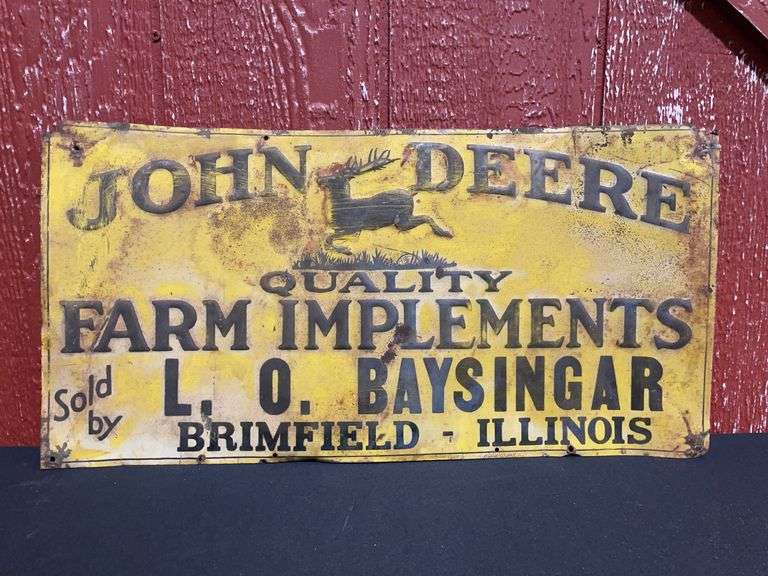 JOHN DEERE
QUALITY
FARM IMPLEMENTS
Sold by L. O. BAYSINGAR
BRIMFIELD - ILLINOIS